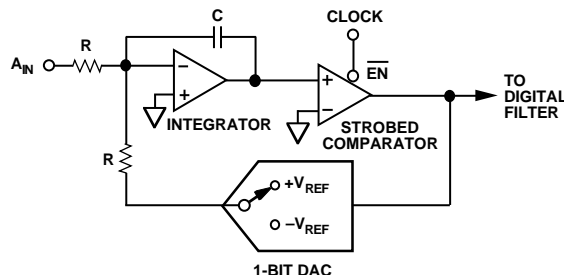 C
CLOCK
R
A_IN
−
+
EN
+
−
INTEGRATOR
STROBED
COMPARATOR
TO
DIGITAL
FILTER
R
+V_REF
−V_REF
1-BIT DAC